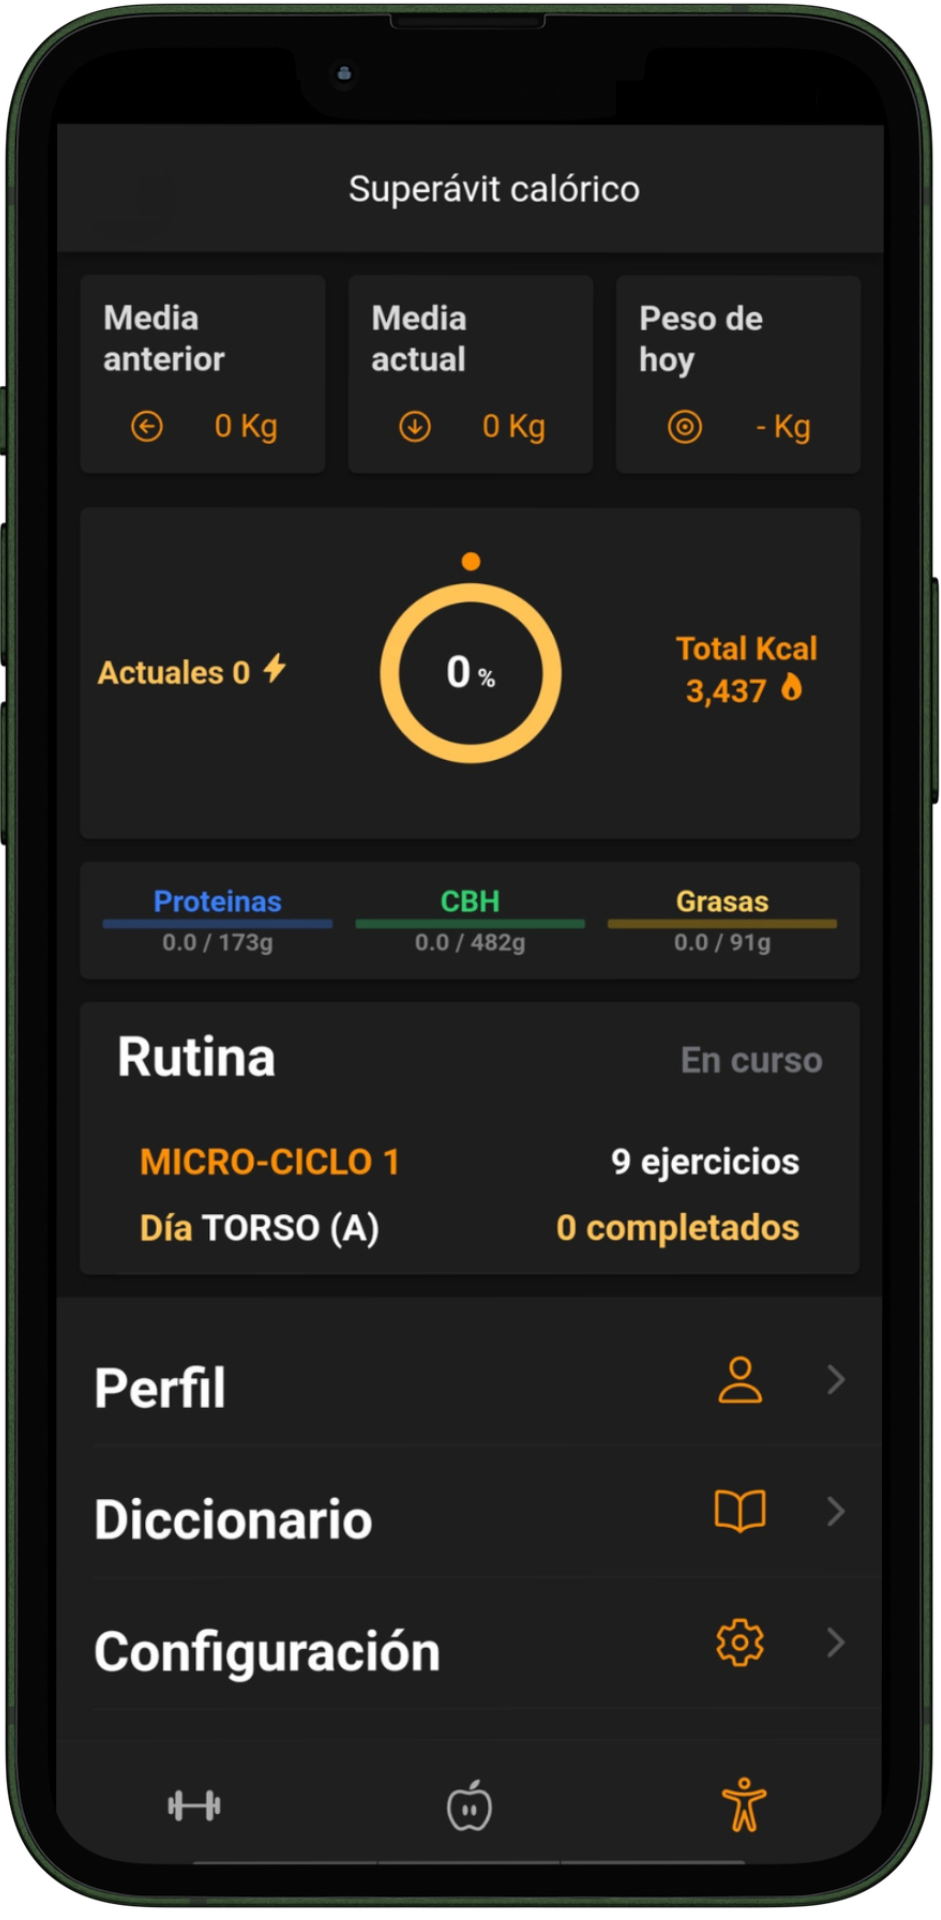 Superávit calórico
Media
anterior
0 Kg
Media
actual
0 Kg
Peso de
hoy
- Kg
Actuales 0
0 %
Total Kcal
3,437
Proteinas
0.0 / 173g
CBH
0.0 / 482g
Grasas
0.0 / 91g
Rutina
En curso
MICRO-CICLO 1
9 ejercicios
Día TORSO (A)
0 completados
Perfil
Diccionario
Configuración